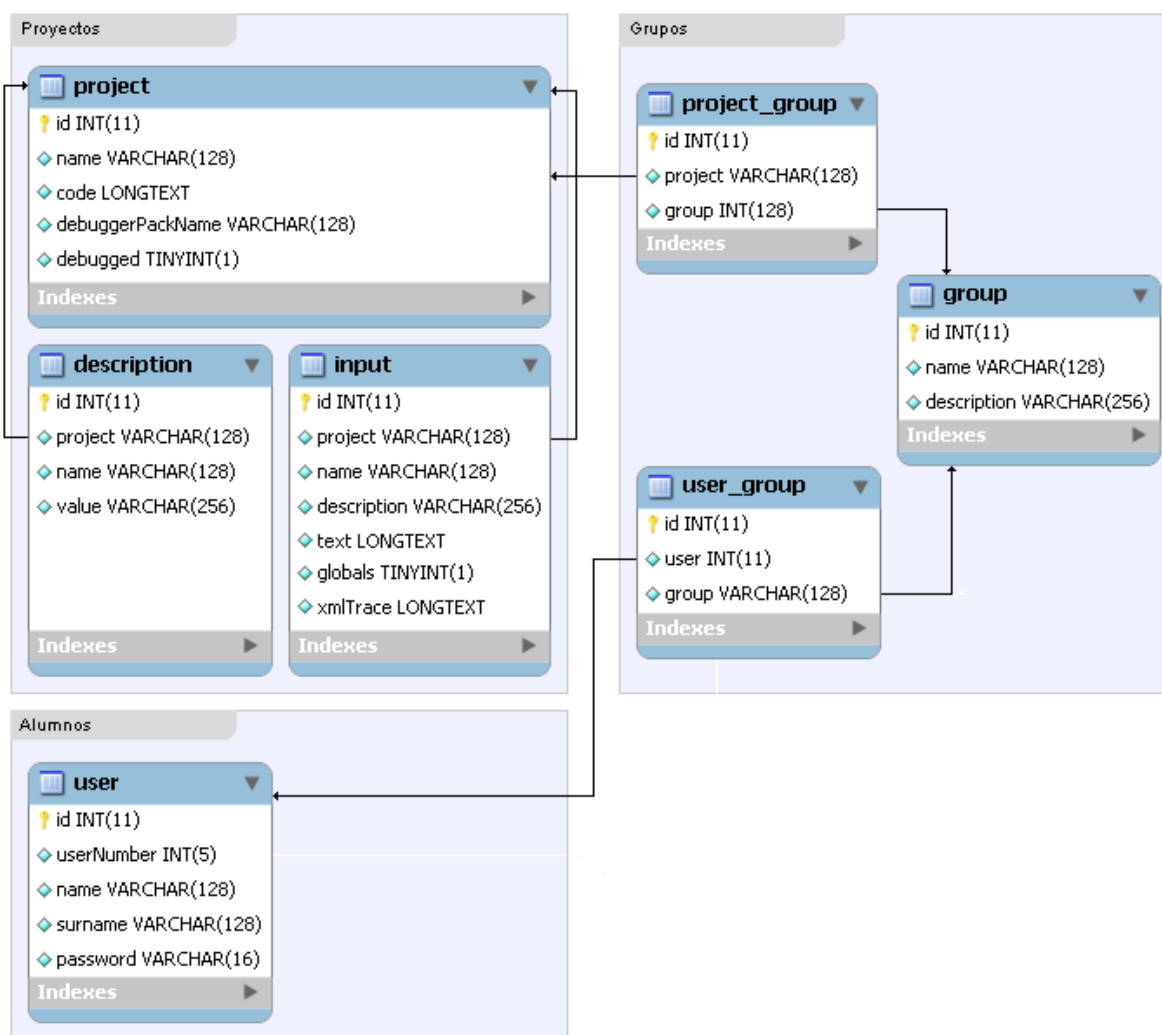 Proyectos
project
id INT(11)
name VARCHAR(128)
code LONGTEXT
debuggerPackName VARCHAR(128)
debugged TINYINT(1)
Indexes
description
id INT(11)
project VARCHAR(128)
name VARCHAR(128)
value VARCHAR(256)
Indexes
input
id INT(11)
project VARCHAR(128)
name VARCHAR(128)
description VARCHAR(256)
text LONGTEXT
globals TINYINT(1)
xmlTrace LONGTEXT
Indexes
Grupos
project_group
id INT(11)
project VARCHAR(128)
group INT(128)
Indexes
group
id INT(11)
name VARCHAR(128)
description VARCHAR(256)
Indexes
user_group
id INT(11)
user INT(11)
group VARCHAR(128)
Indexes
Alumnos
user
id INT(11)
userNumber INT(5)
name VARCHAR(128)
surname VARCHAR(128)
password VARCHAR(16)
Indexes